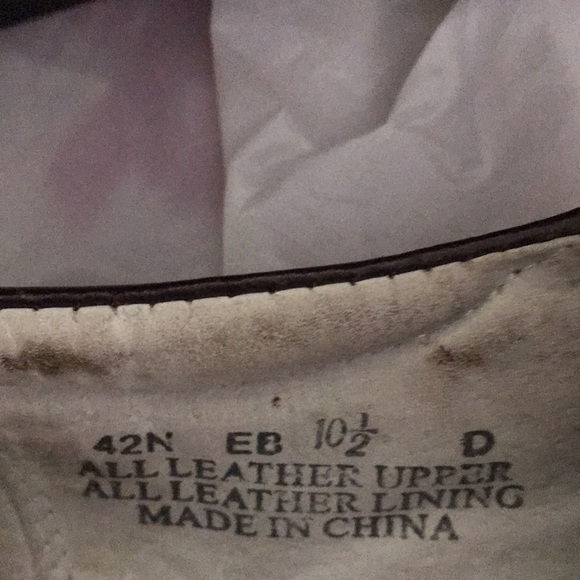 42N EB 10½ D
ALL LEATHER UPPER
ALL LEATHER LINING
MADE IN CHINA